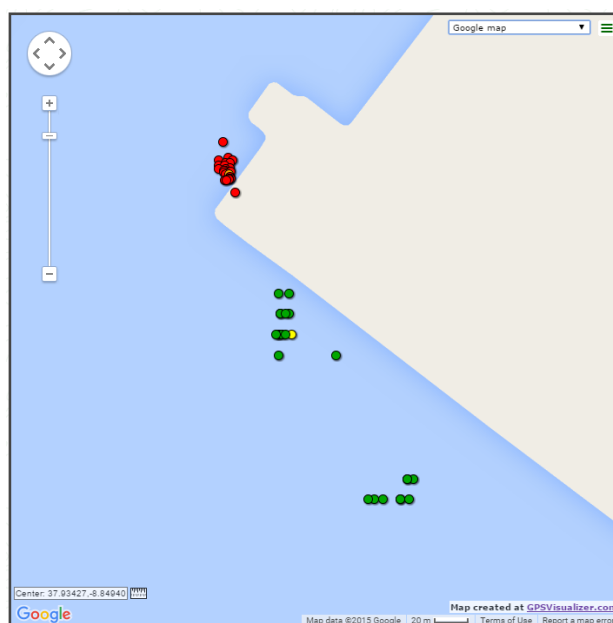 Google map
Center: 37.93427,-8.84940
Map created at GPSVisualizer.com
Google
Map data ©2015 Google 20 m Terms of Use Report a map error